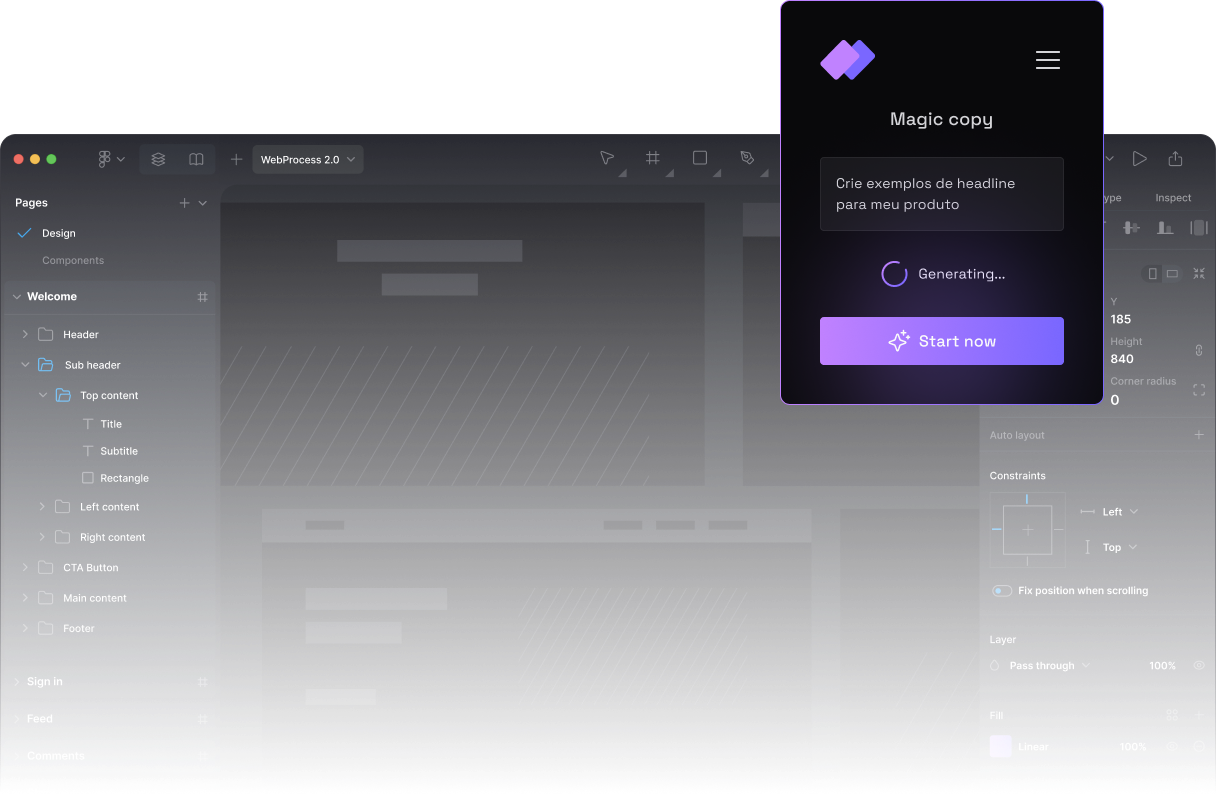 Magic copy
Crie exemplos de headline
para meu produto
Generating...
Start now
WebProcess 2.0
Pages
Design
Components
Welcome
Header
Sub header
Top content
Title
Subtitle
Rectangle
Left content
Right content
CTA Button
Main content
Footer
Sign in
Feed
Comments
ype
Inspect
Y
185
Height
840
Corner radius
0
Auto layout
Constraints
Left
Top
Fix position when scrolling
Layer
Pass through
100%
Fill
Linear
100%